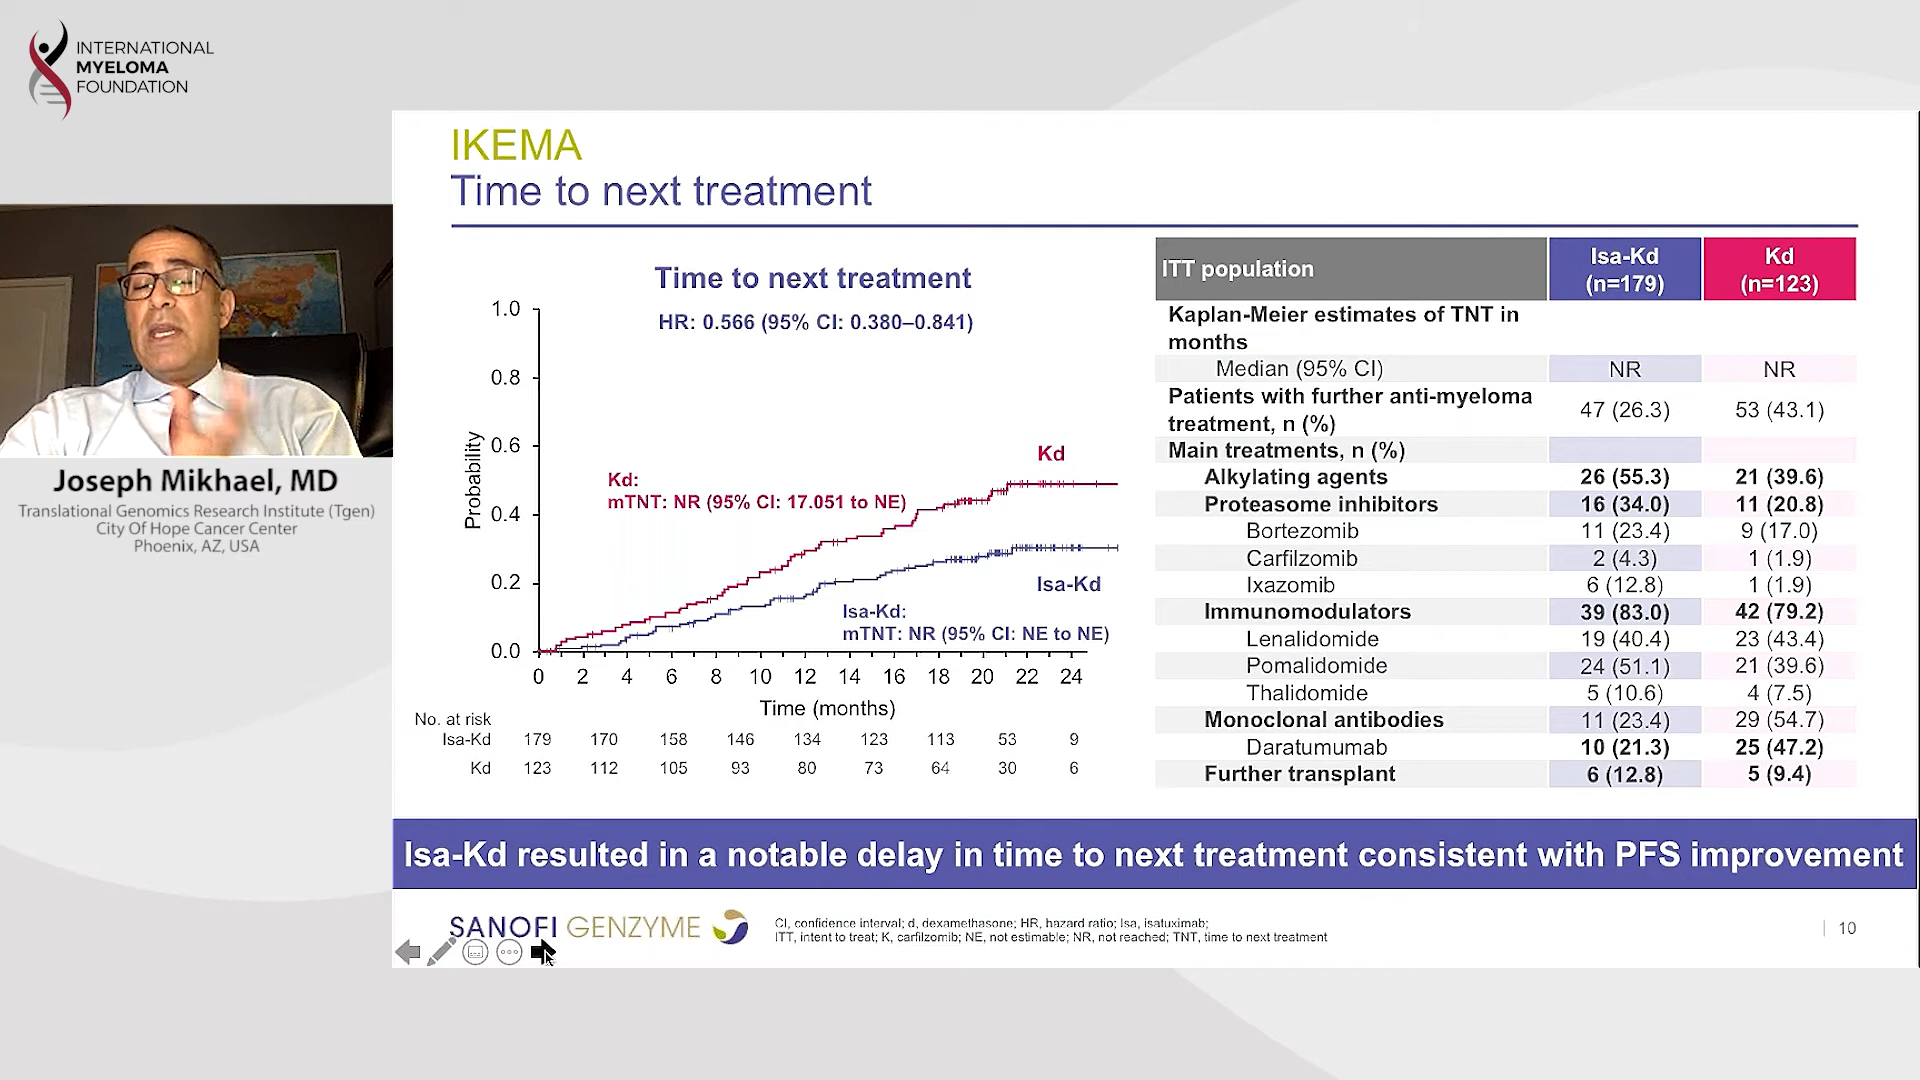 INTERNATIONAL
MYELOMA
FOUNDATION
Joseph Mikhael, MD
Translational Genomics Research Institute (Tgen)
City Of Hope Cancer Center
Phoenix, AZ, USA
IKEMA
Time to next treatment
Time to next treatment
HR: 0.566 (95% CI: 0.380–0.841)
1.0
0.8
0.6
0.4
0.2
0.0
Probability
Kd
Kd:
mTNT: NR (95% CI: 17.051 to NE)
Isa-Kd
Isa-Kd:
mTNT: NR (95% CI: NE to NE)
0 2 4 6 8 10 12 14 16 18 20 22 24
Time (months)
No. at risk
Isa-Kd 179 170 158 146 134 123 113 53 9
Kd 123 112 105 93 80 73 64 30 6
ITT population Isa-Kd (n=179) Kd (n=123)
Kaplan-Meier estimates of TNT in
months
Median (95% CI) NR NR
Patients with further anti-myeloma
treatment, n (%) 47 (26.3) 53 (43.1)
Main treatments, n (%)
Alkylating agents 26 (55.3) 21 (39.6)
Proteasome inhibitors 16 (34.0) 11 (20.8)
Bortezomib 11 (23.4) 9 (17.0)
Carfilzomib 2 (4.3) 1 (1.9)
Ixazomib 6 (12.8) 1 (1.9)
Immunomodulators 39 (83.0) 42 (79.2)
Lenalidomide 19 (40.4) 23 (43.4)
Pomalidomide 24 (51.1) 21 (39.6)
Thalidomide 5 (10.6) 4 (7.5)
Monoclonal antibodies 11 (23.4) 29 (54.7)
Daratumumab 10 (21.3) 25 (47.2)
Further transplant 6 (12.8) 5 (9.4)
Isa-Kd resulted in a notable delay in time to next treatment consistent with PFS improvement
SANOFI GENZYME
CI, confidence interval; d, dexamethasone; HR, hazard ratio; Isa, isatuximab;
ITT, intent to treat; K, carfilzomib; NE, not estimable; NR, not reached; TNT, time to next treatment
10